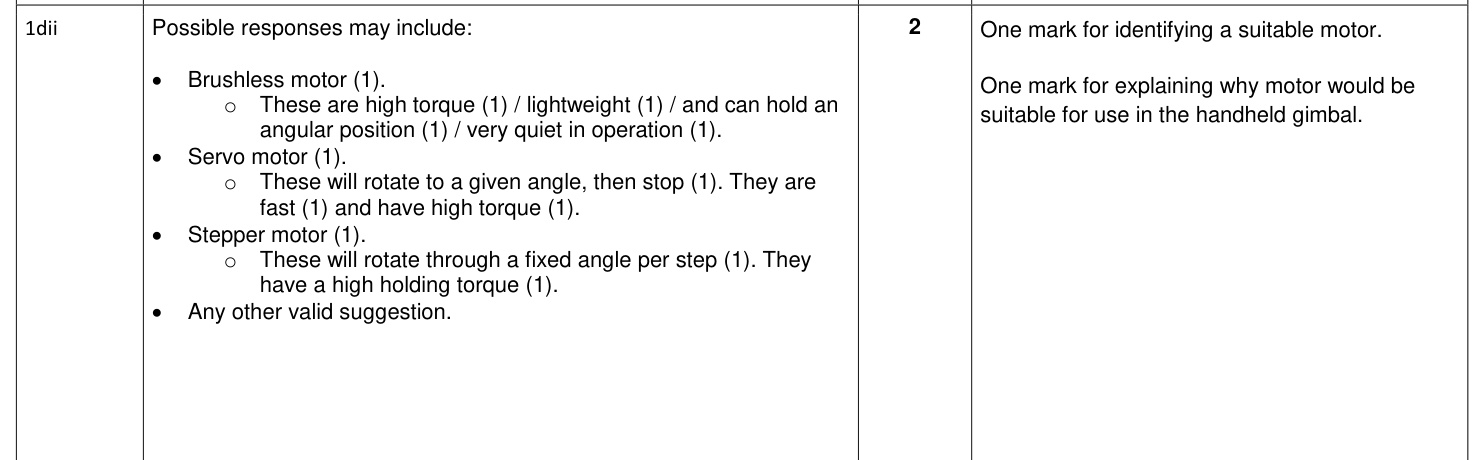 1dii
Possible responses may include:
• Brushless motor (1).
o These are high torque (1) / lightweight (1) / and can hold an
angular position (1) / very quiet in operation (1).
• Servo motor (1).
o These will rotate to a given angle, then stop (1). They are
fast (1) and have high torque (1).
• Stepper motor (1).
o These will rotate through a fixed angle per step (1). They
have a high holding torque (1).
• Any other valid suggestion.
2
One mark for identifying a suitable motor.
One mark for explaining why motor would be
suitable for use in the handheld gimbal.